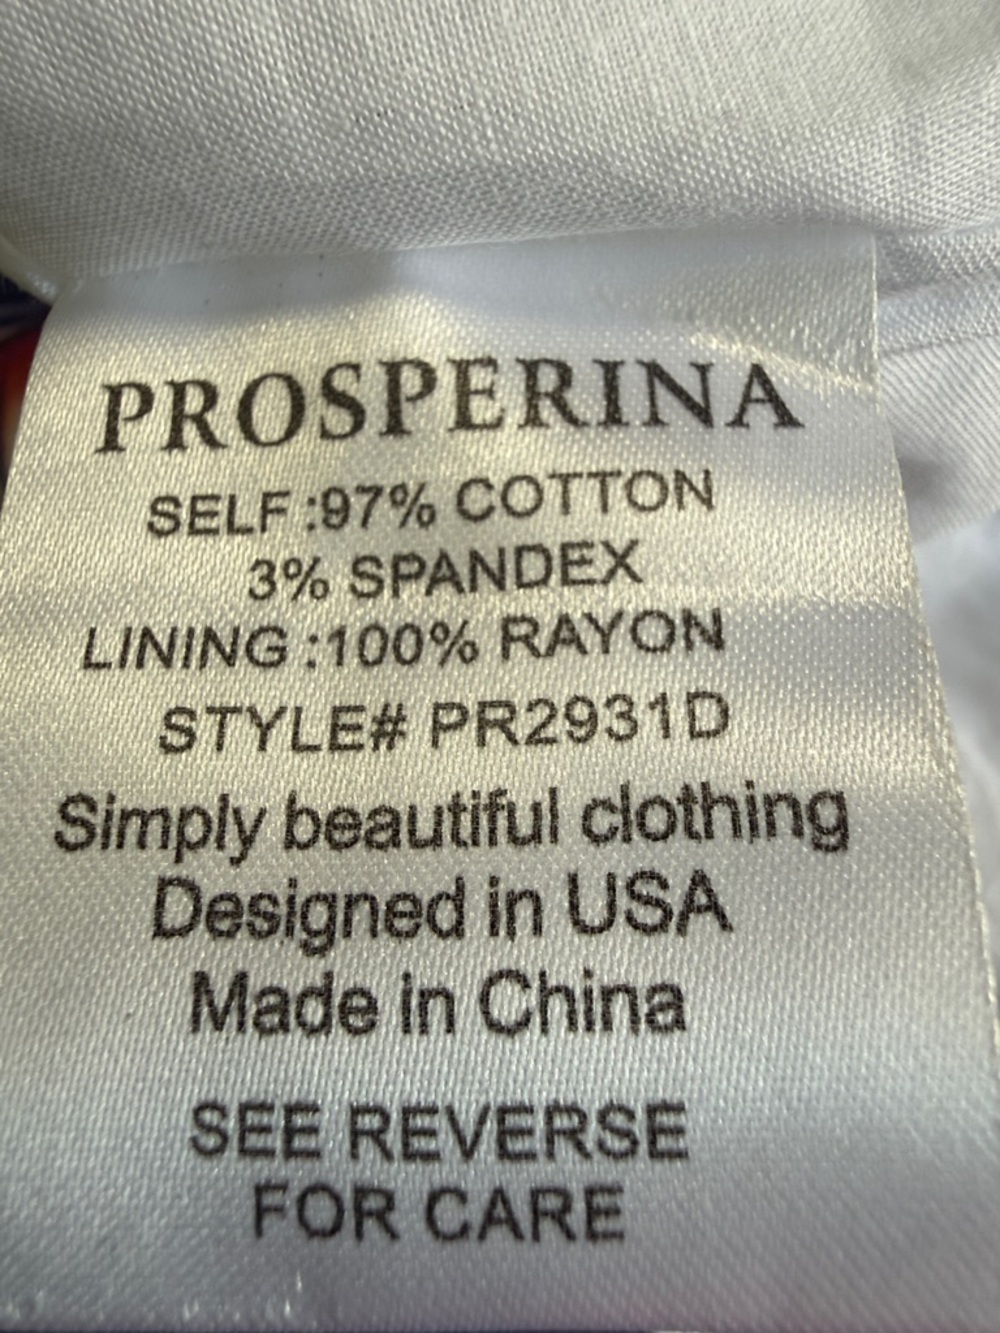 PROSPERINA
SELF :97% COTTON
3% SPANDEX
LINING :100% RAYON
STYLE# PR2931D
Simply beautiful clothing
Designed in USA
Made in China
SEE REVERSE
FOR CARE